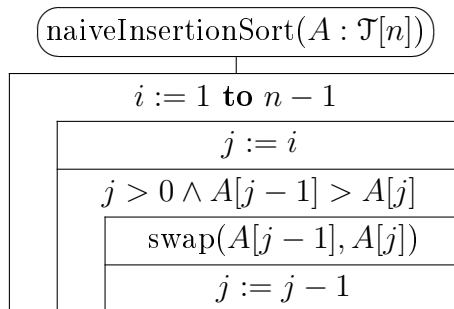 naiveInsertionSort(A : 𝒯[n])
i := 1 to n − 1
j := i
j > 0 ∧ A[j − 1] > A[j]
swap(A[j − 1], A[j])
j := j − 1